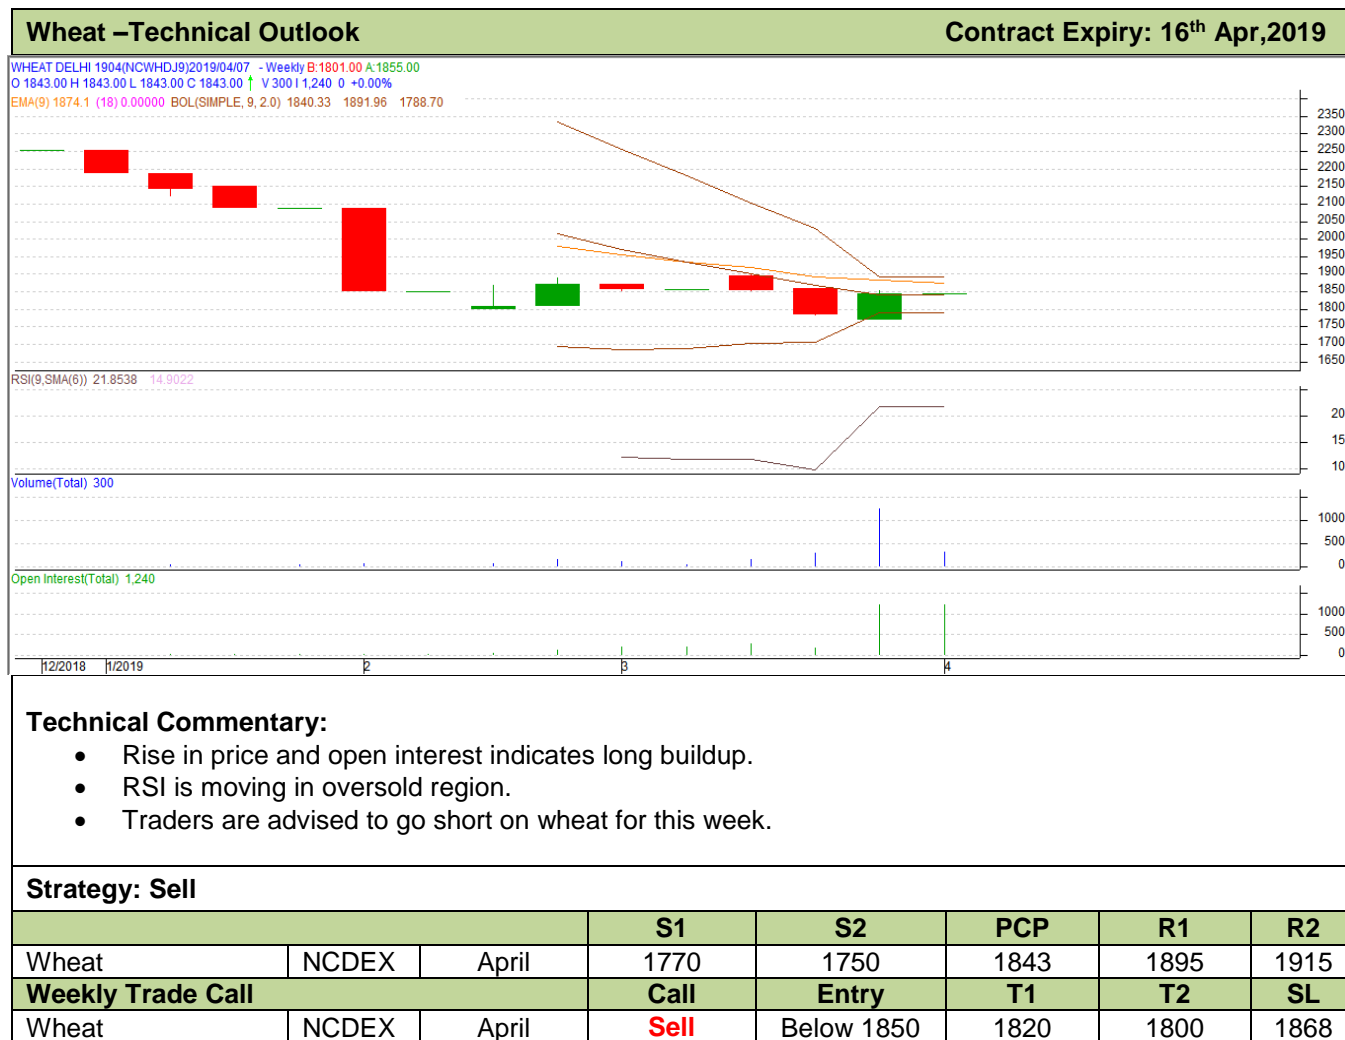 Wheat –Technical Outlook Contract Expiry: 16th Apr,2019
WHEAT DELHI 1904(NCWHDJ9)2019/04/07 - Weekly B:1801.00 A:1855.00
O 1843.00 H 1843.00 L 1843.00 C 1843.00 ↑ V 300 I 1,240 0 +0.00%
EMA(9) 1874.1 (18) 0.00000 BOL(SIMPLE, 9, 2.0) 1840.33 1891.96 1788.70
2350
2300
2250
2200
2150
2100
2050
2000
1950
1900
1850
1800
1750
1700
1650
RSI(9,SMA(6)) 21.8538 14.9022
20
15
10
Volume(Total) 300
1000
500
0
Open Interest(Total) 1,240
1000
500
0
12/2018 1/2019 2 3 4
Technical Commentary:
• Rise in price and open interest indicates long buildup.
• RSI is moving in oversold region.
• Traders are advised to go short on wheat for this week.
Strategy: Sell
S1 S2 PCP R1 R2
Wheat NCDEX April 1770 1750 1843 1895 1915
Weekly Trade Call Call Entry T1 T2 SL
Wheat NCDEX April Sell Below 1850 1820 1800 1868